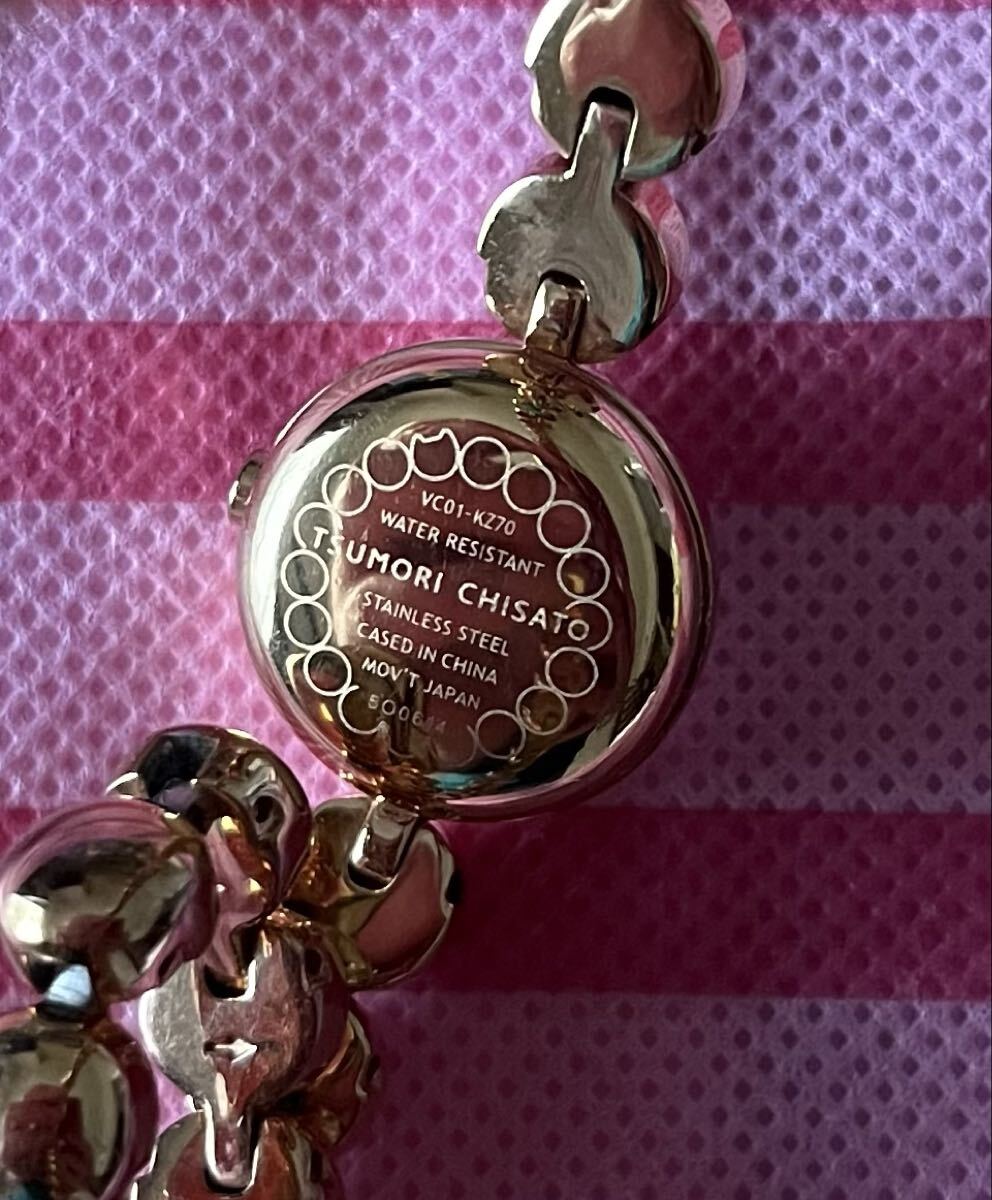 VC01-KZ70
WATER RESISTANT
TSUMORI CHISATO
STAINLESS STEEL
CASED IN CHINA
MOV'T JAPAN